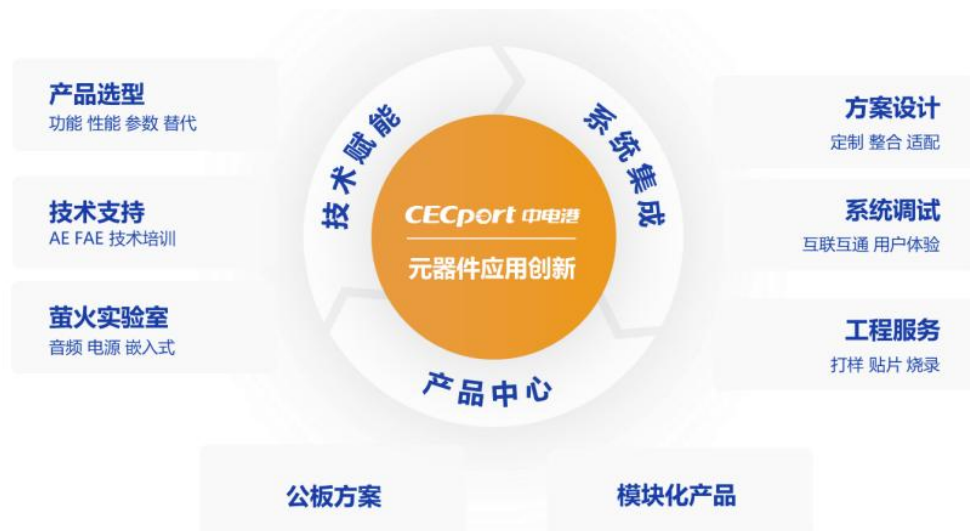 产品选型
功能 性能 参数 替代
技术支持
AE FAE 技术培训
萤火实验室
音频 电源 嵌入式
技术赋能
系统集成
产品中心
CECport 中电港
元器件应用创新
方案设计
定制 整合 适配
系统调试
互联互通 用户体验
工程服务
打样 贴片 烧录
公板方案
模块化产品